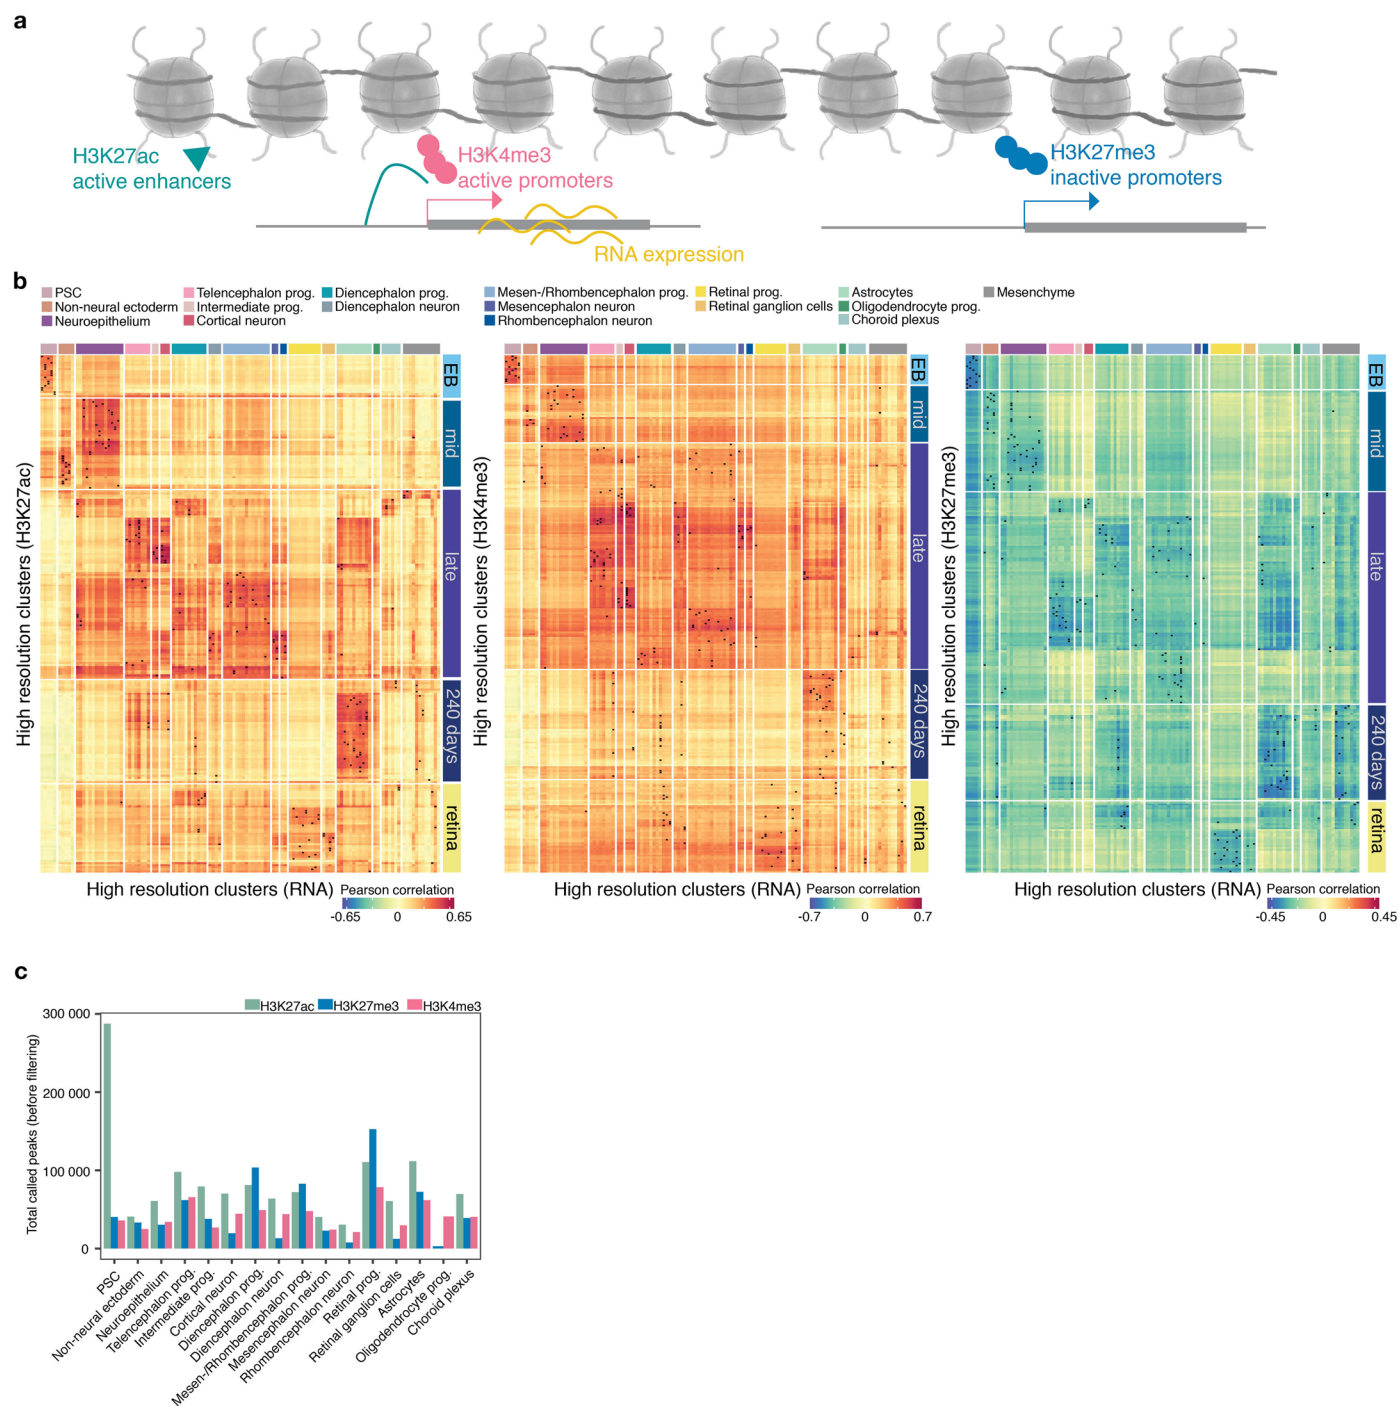 a
H3K27ac
active enhancers
H3K4me3
active promoters
RNA expression
H3K27me3
inactive promoters
b
PSC
Non-neural ectoderm
Neuroepithelium
Telencephalon prog.
Intermediate prog.
Cortical neuron
Diencephalon prog.
Diencephalon neuron
Mesen-/Rhombencephalon prog.
Mesencephalon neuron
Rhombencephalon neuron
Retinal prog.
Retinal ganglion cells
Astrocytes
Oligodendrocyte prog.
Choroid plexus
Mesenchyme
High resolution clusters (H3K27ac)
EB
mid
late
240 days
retina
High resolution clusters (RNA)
Pearson correlation
-0.65 0 0.65
High resolution clusters (H3K4me3)
EB
mid
late
240 days
retina
High resolution clusters (RNA)
Pearson correlation
-0.7 0 0.7
High resolution clusters (H3K27me3)
EB
mid
late
240 days
retina
High resolution clusters (RNA)
Pearson correlation
-0.45 0 0.45
c
H3K27ac H3K27me3 H3K4me3
Total called peaks (before filtering)
300 000
200 000
100 000
0
PSC
Non-neural ectoderm
Neuroepithelium
Telencephalon prog.
Intermediate prog.
Cortical neuron
Diencephalon prog.
Diencephalon neuron
Mesen-/Rhombencephalon prog.
Mesencephalon neuron
Rhombencephalon neuron
Retinal prog.
Retinal ganglion cells
Astrocytes
Oligodendrocyte prog.
Choroid plexus